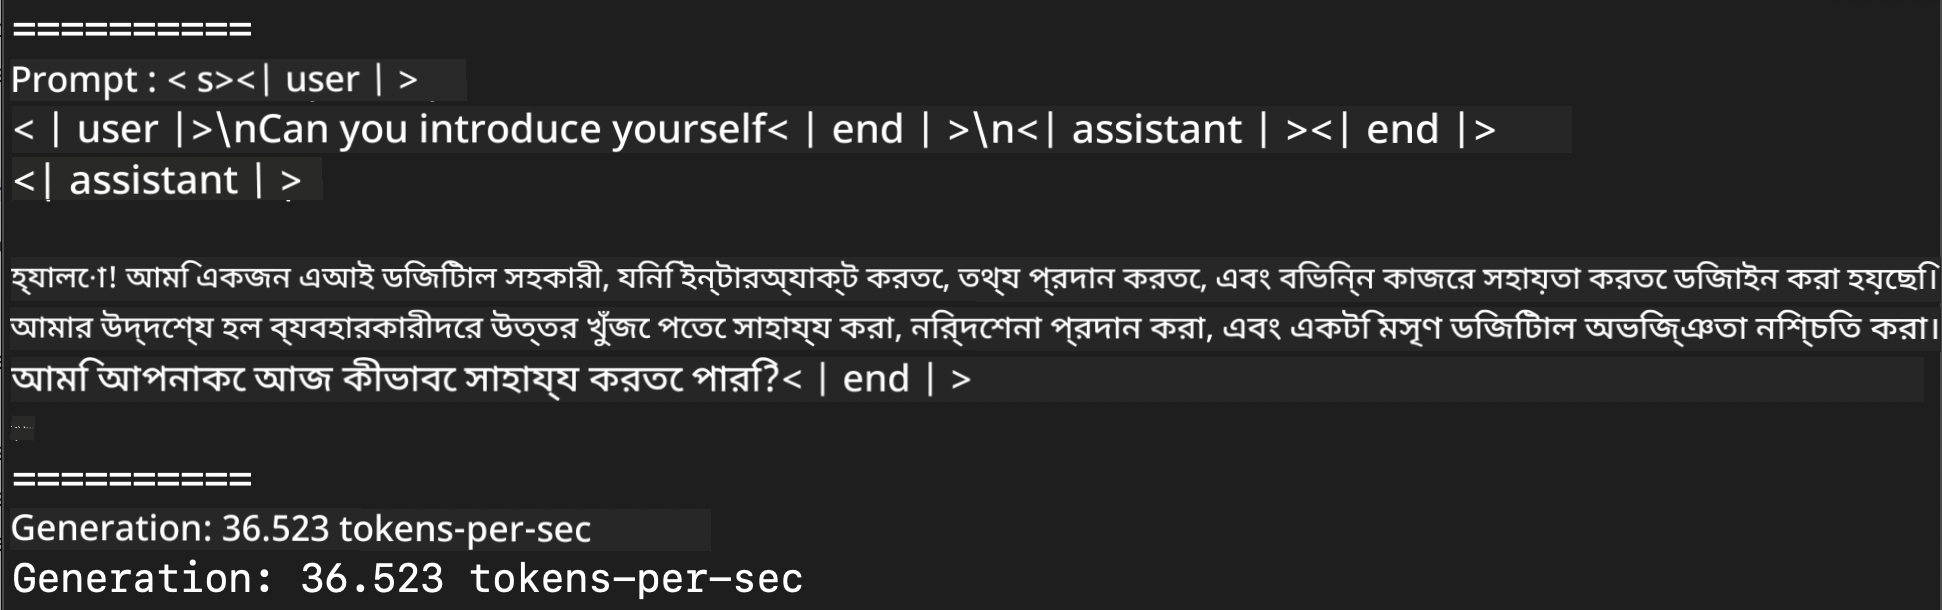 ==========
Prompt : < s><| user | >
< | user |>\nCan you introduce yourself< | end | >\n<| assistant | ><| end |>
<| assistant | >
হ্যালো! আমি একজন এআই ডিজিটাল সহকারী, যিনি ইন্টারঅ্যাক্ট করতে, তথ্য প্রদান করতে, এবং বিভিন্ন কাজের সহায়তা করতে ডিজাইন করা হয়েছি।
আমার উদ্দেশ্য হল ব্যবহারকারীদের উত্তর খুঁজে পেতে সাহায্য করা, নির্দেশনা প্রদান করা, এবং একটি মসৃণ ডিজিটাল অভিজ্ঞতা নিশ্চিত করা।
আমি আপনাকে আজ কীভাবে সাহায্য করতে পারি?< | end | >
==========
Generation: 36.523 tokens-per-sec
Generation: 36.523 tokens-per-sec